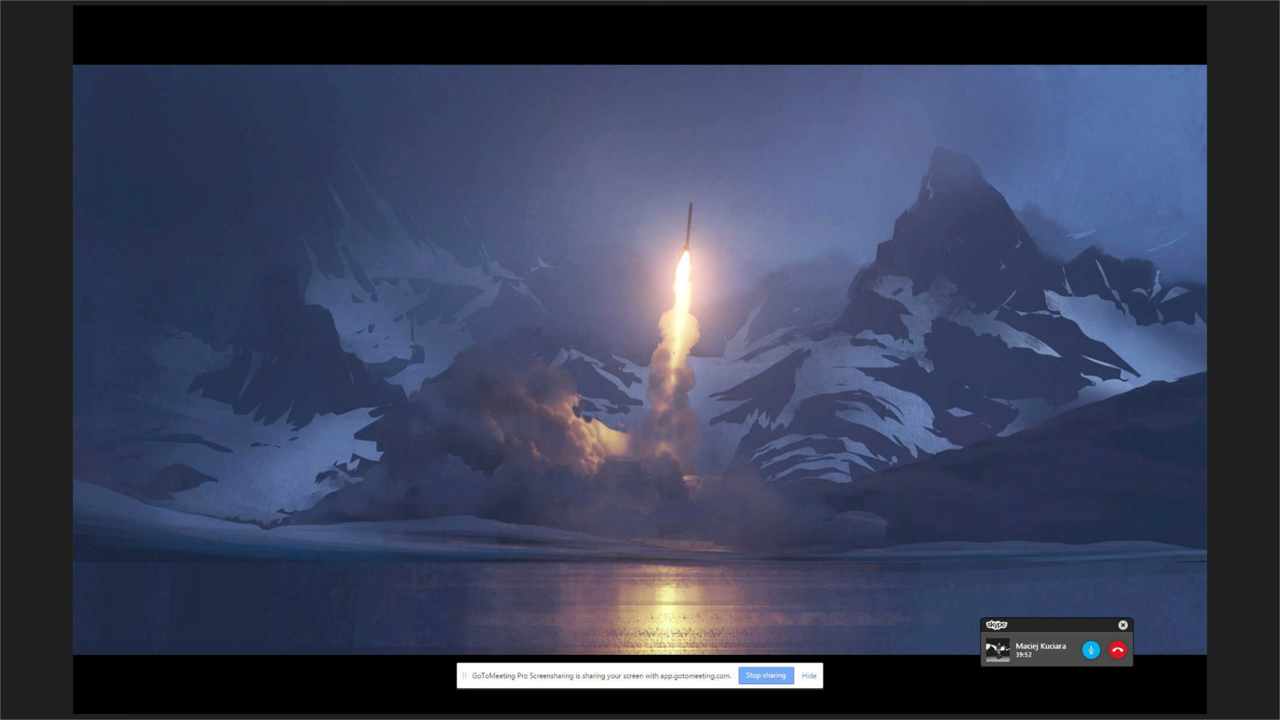 skype
Maciej Kuciara
39:52
GoToMeeting Pro Screensharing is sharing your screen with app.gotomeeting.com.
Stop sharing
Hide